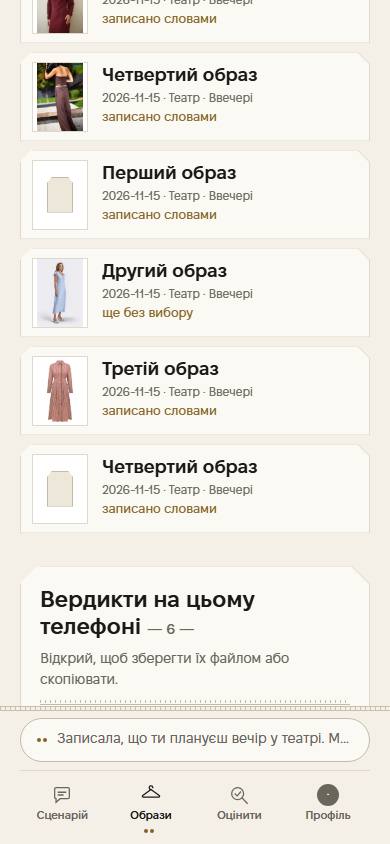 записано словами
Четвертий образ
2026-11-15 · Театр · Ввечері
записано словами
Перший образ
2026-11-15 · Театр · Ввечері
записано словами
Другий образ
2026-11-15 · Театр · Ввечері
ще без вибору
Третій образ
2026-11-15 · Театр · Ввечері
записано словами
Четвертий образ
2026-11-15 · Театр · Ввечері
записано словами
Вердикти на цьому
телефоні — 6 —
Відкрий, щоб зберегти їх файлом або
скопіювати.
Записала, що ти плануєш вечір у театрі. М...
Сценарій
Образи
Оцінити
Профіль